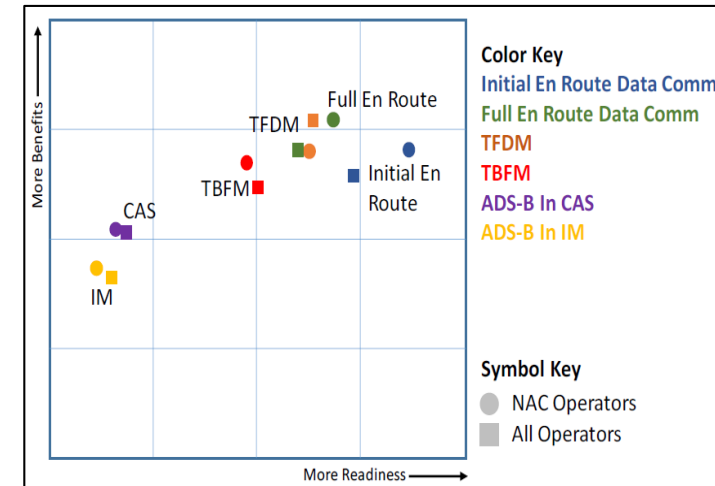 More Benefits
Full En Route
TFDM
TBFM
Initial En
Route
CAS
IM
More Readiness
Color Key
Initial En Route Data Comm
Full En Route Data Comm
TFDM
TBFM
ADS-B In CAS
ADS-B In IM
Symbol Key
NAC Operators
All Operators